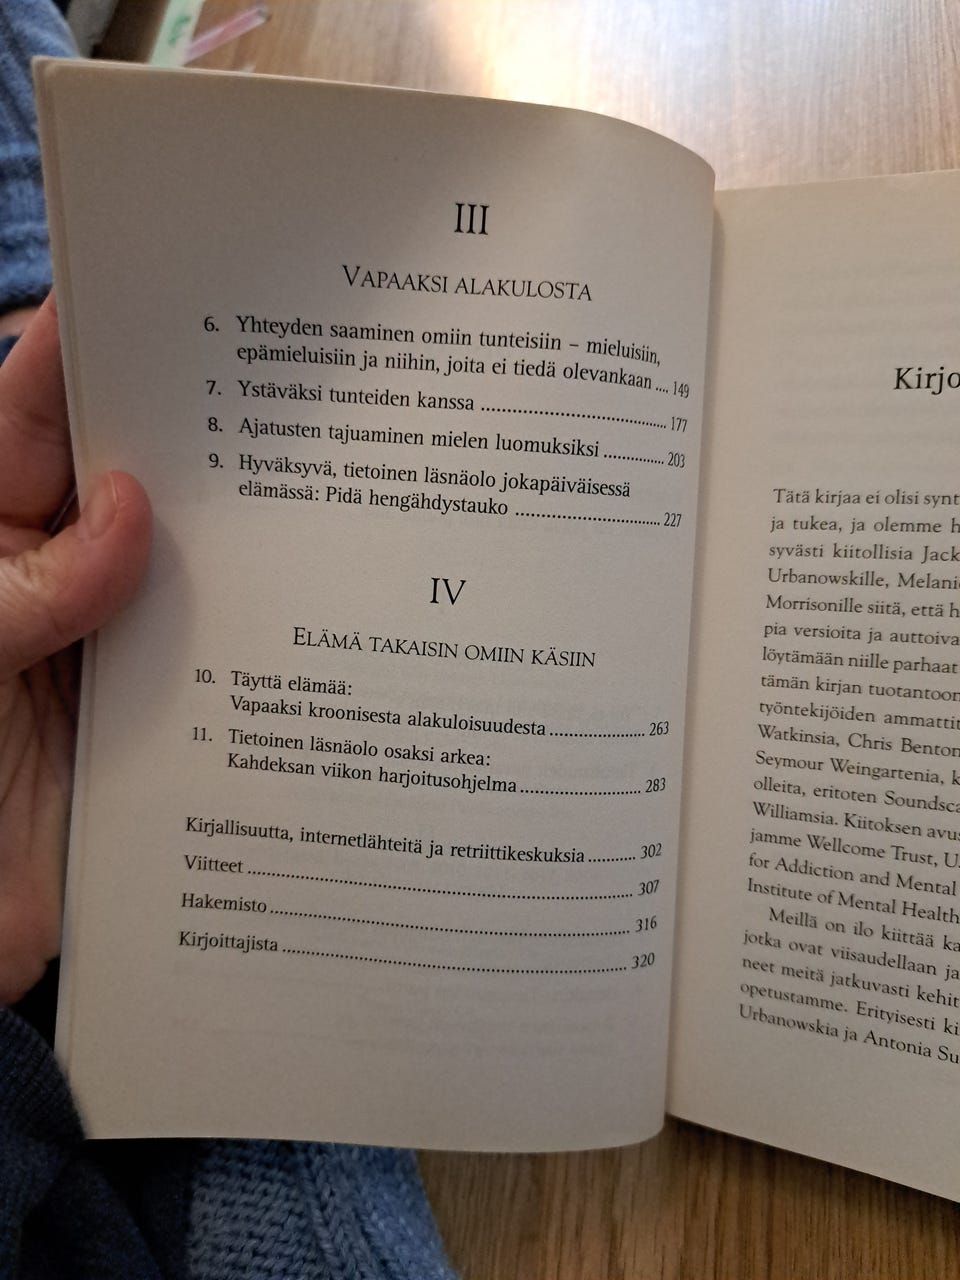 III
VAPAAKSI ALAKULOSTA
6. Yhteyden saaminen omiin tunteisiin – mieluisiin,
epämieluisiin ja niihin, joita ei tiedä olevankaan .... 149
7. Ystäväksi tunteiden kanssa ........................................ 177
8. Ajatusten tajuaminen mielen luomuksiksi .............. 203
9. Hyväksyvä, tietoinen läsnäolo jokapäiväisessä
elämässä: Pidä hengähdystauko ................................ 227
IV
ELÄMÄ TAKAISIN OMIIN KÄSIIN
10. Täyttä elämää:
Vapaaksi kroonisesta alakuloisuudesta .................... 263
11. Tietoinen läsnäolo osaksi arkea:
Kahdeksan viikon harjoitusohjelma .......................... 283
Kirjallisuutta, internetlähteitä ja retriittikeskuksia .......... 302
Viitteet ........................................................................ 307
Hakemisto .................................................................... 316
Kirjoittajista ................................................................ 320
Kirjo
Tätä kirjaa ei olisi synt
ja tukea, ja olemme h
syvästi kiitollisia Jack
Urbanowskille, Melani
Morrisonille siitä, että h
pia versioita ja auttoiva
löytämään niille parhaat
tämän kirjan tuotantoon
työntekijöiden ammattit
Watkinsia, Chris Benton
Seymour Weingartenia, k
olleita, eritoten Soundsca
Williamsia. Kiitoksen avus
jamme Wellcome Trust, U.
for Addiction and Mental
Institute of Mental Health
Meillä on ilo kiittää ka
jotka ovat viisaudellaan ja
neet meitä jatkuvasti kehit
opetustamme. Erityisesti ki
Urbanowskia ja Antonia Su